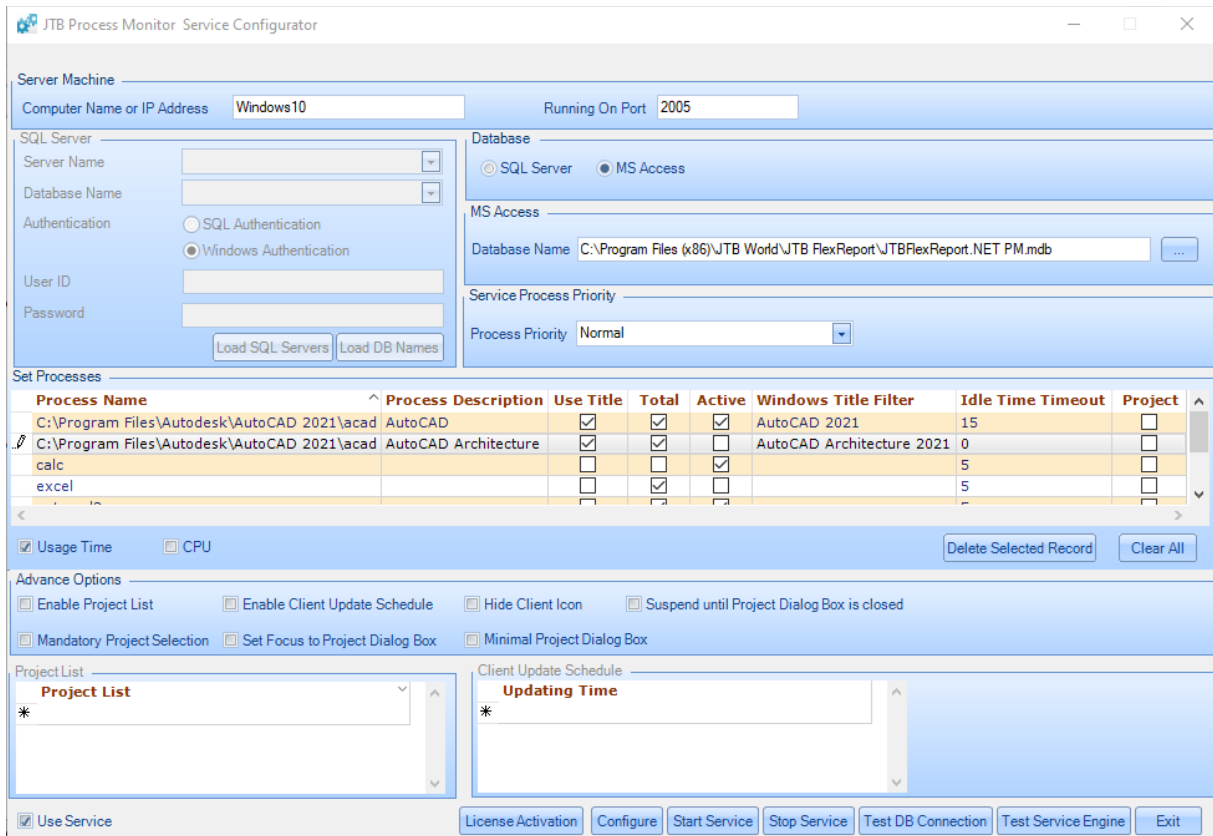 JTB Process Monitor  Service Configurator
Server Machine
Computer Name or IP Address Windows10 Running On Port 2005
SQL Server
Server Name
Database Name
Authentication SQL Authentication
Windows Authentication
User ID
Password
Load SQL Servers Load DB Names
Database
SQL Server MS Access
MS Access
Database Name C:\Program Files (x86)\JTB World\JTB FlexReport\JTBFlexReport.NET PM.mdb ...
Service Process Priority
Process Priority Normal
Set Processes
Process Name Process Description Use Title Total Active Windows Title Filter Idle Time Timeout Project
C:\Program Files\Autodesk\AutoCAD 2021\acad AutoCAD AutoCAD 2021 15
C:\Program Files\Autodesk\AutoCAD 2021\acad AutoCAD Architecture AutoCAD Architecture 2021 0
calc 5
excel 5
Usage Time CPU Delete Selected Record Clear All
Advance Options
Enable Project List Enable Client Update Schedule Hide Client Icon Suspend until Project Dialog Box is closed
Mandatory Project Selection Set Focus to Project Dialog Box Minimal Project Dialog Box
Project List
Project List
Client Update Schedule
Updating Time
Use Service License Activation Configure Start Service Stop Service Test DB Connection Test Service Engine Exit